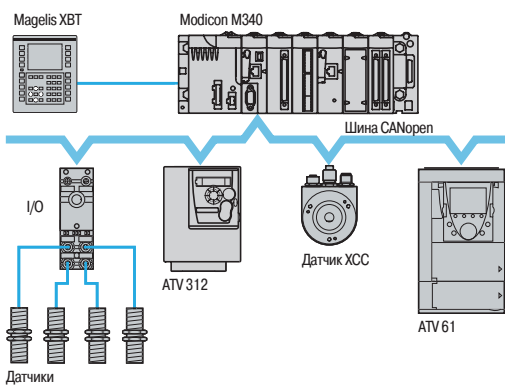 Magelis XBT
Modicon M340
Шина CANopen
I/O
ATV 312
Датчик XCC
ATV 61
Датчики